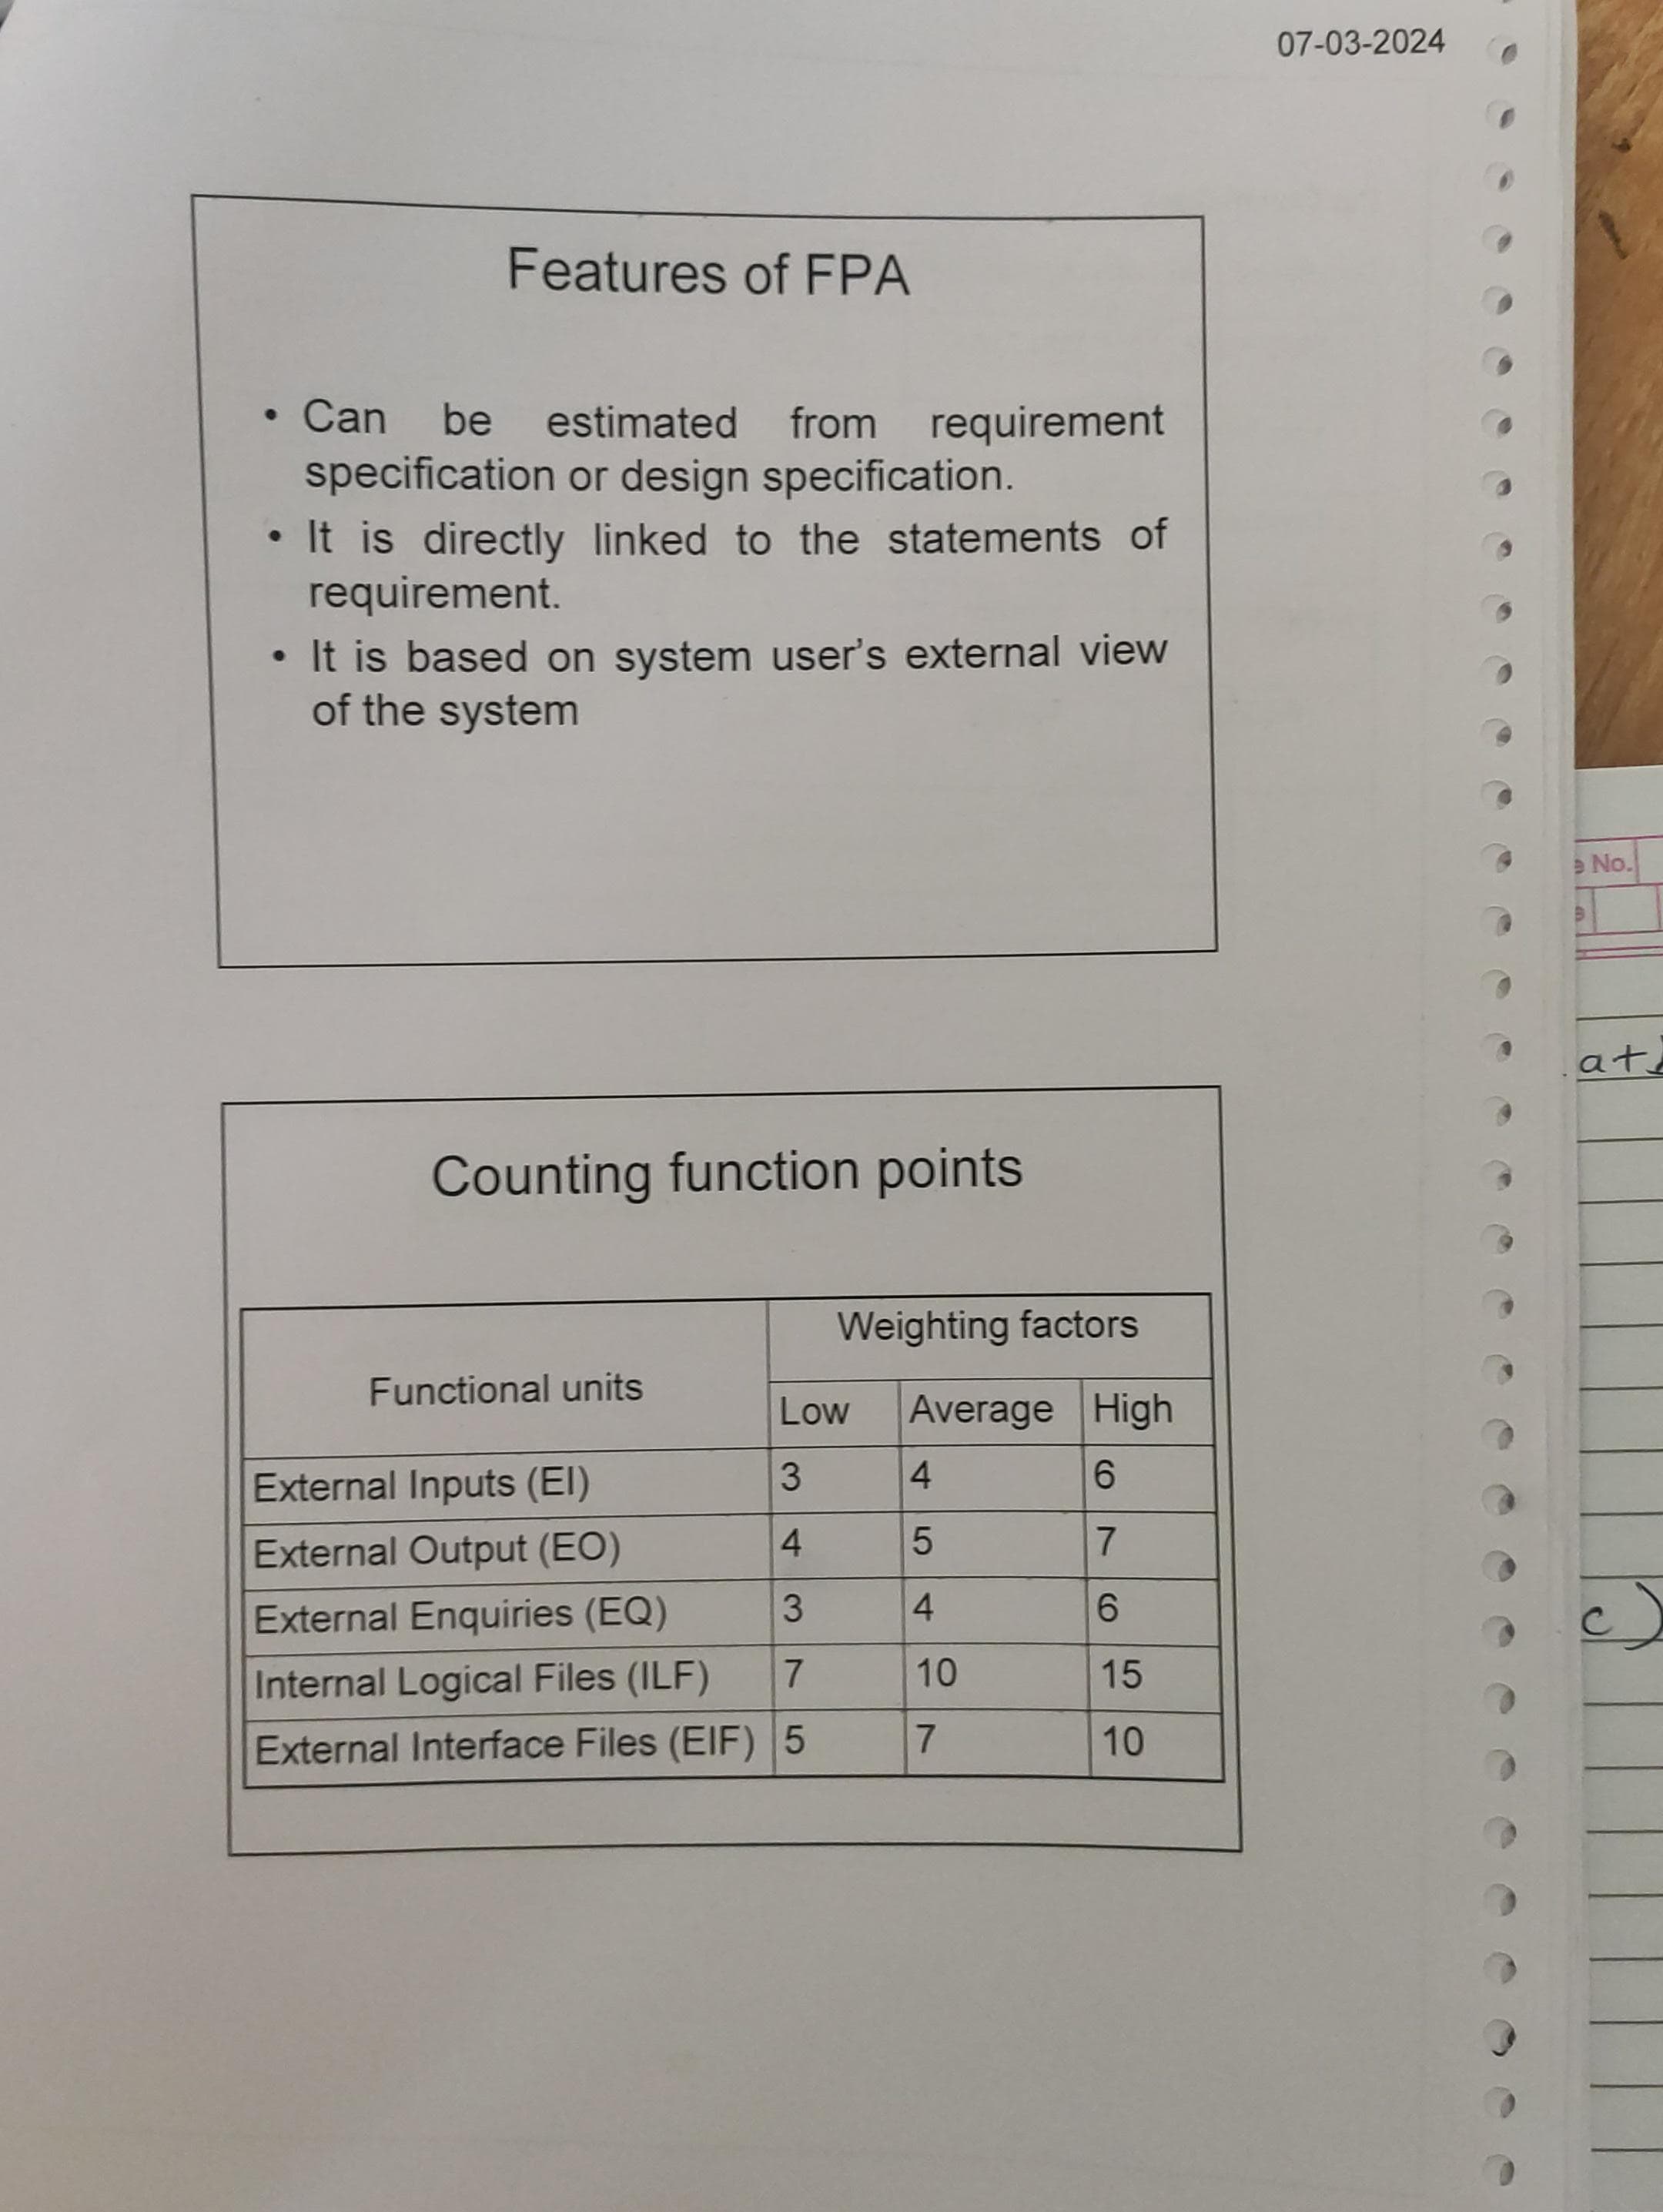 07-03-2024
Features of FPA
• Can be estimated from requirement
specification or design specification.
• It is directly linked to the statements of
requirement.
• It is based on system user's external view
of the system
Counting function points
Functional units
Weighting factors
Low Average High
External Inputs (EI) 3 4 6
External Output (EO) 4 5 7
External Enquiries (EQ) 3 4 6
Internal Logical Files (ILF) 7 10 15
External Interface Files (EIF) 5 7 10
No.
a+
c)